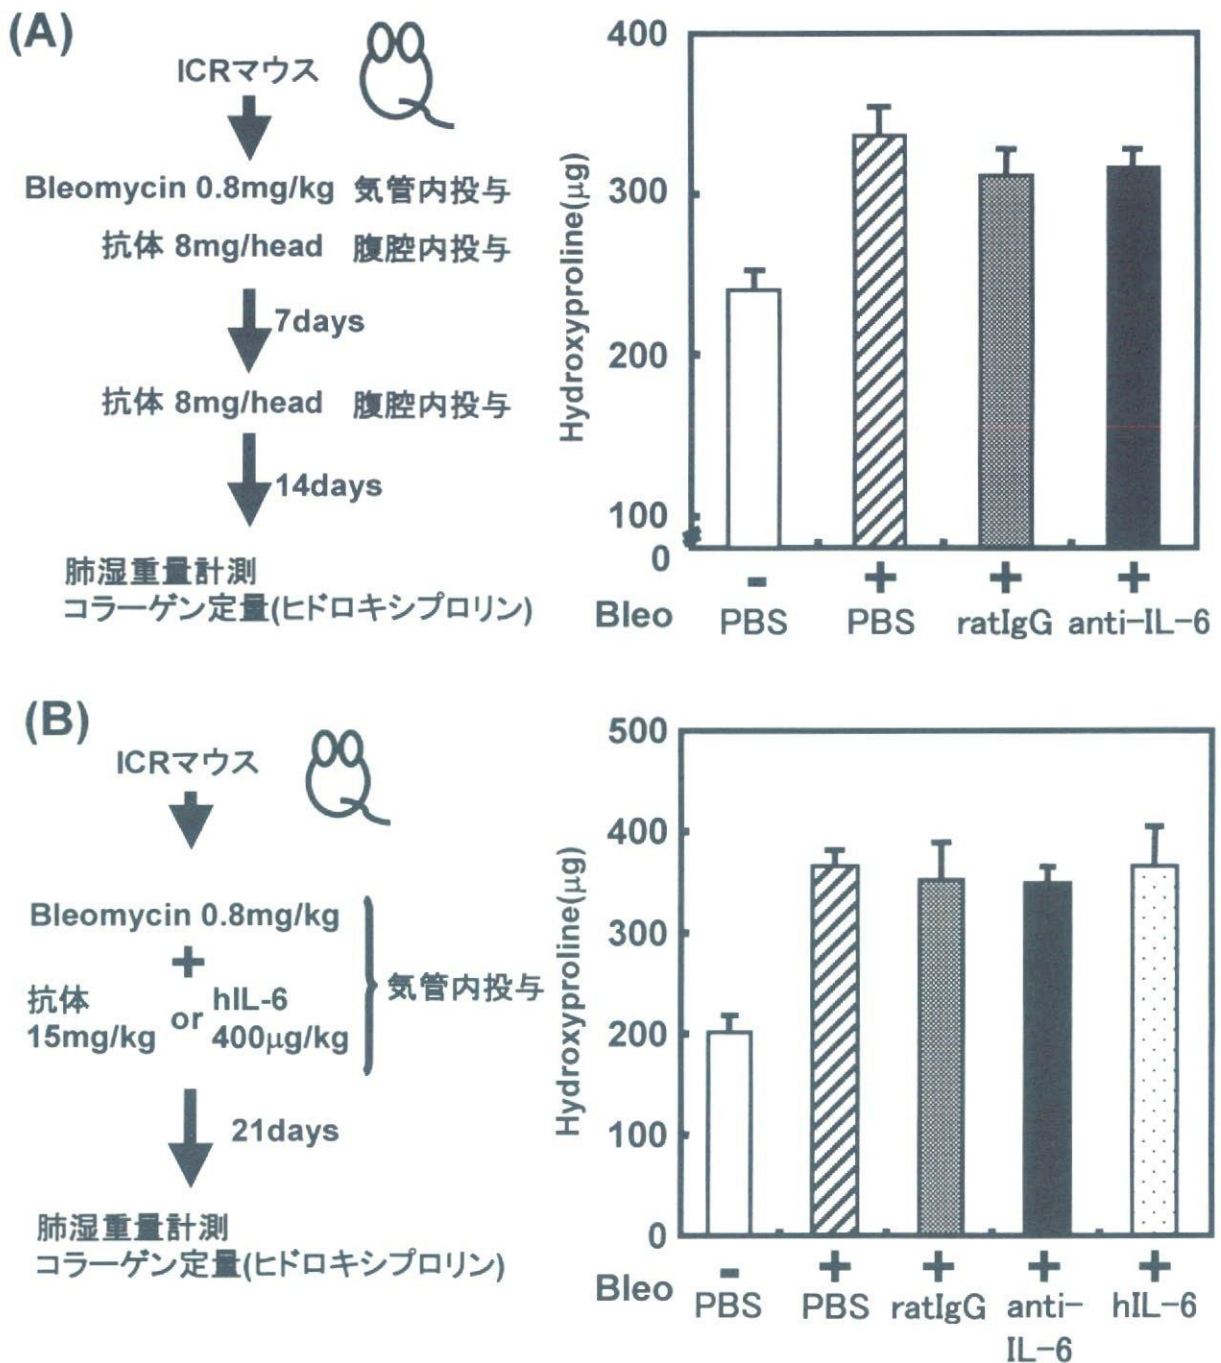 (A)
ICRマウス
Bleomycin 0.8mg/kg 気管内投与
抗体 8mg/head 腹腔内投与
7days
抗体 8mg/head 腹腔内投与
14days
肺湿重量計測
コラーゲン定量(ヒドロキシプロリン)
Hydroxyproline(μg)
400
300
200
100
0
Bleo - + + +
PBS PBS ratIgG anti-IL-6
(B)
ICRマウス
Bleomycin 0.8mg/kg
+
抗体
15mg/kg
or
hIL-6
400μg/kg
気管内投与
21days
肺湿重量計測
コラーゲン定量(ヒドロキシプロリン)
Hydroxyproline(μg)
500
400
300
200
100
0
Bleo - + + + +
PBS PBS ratIgG anti- hIL-6
IL-6